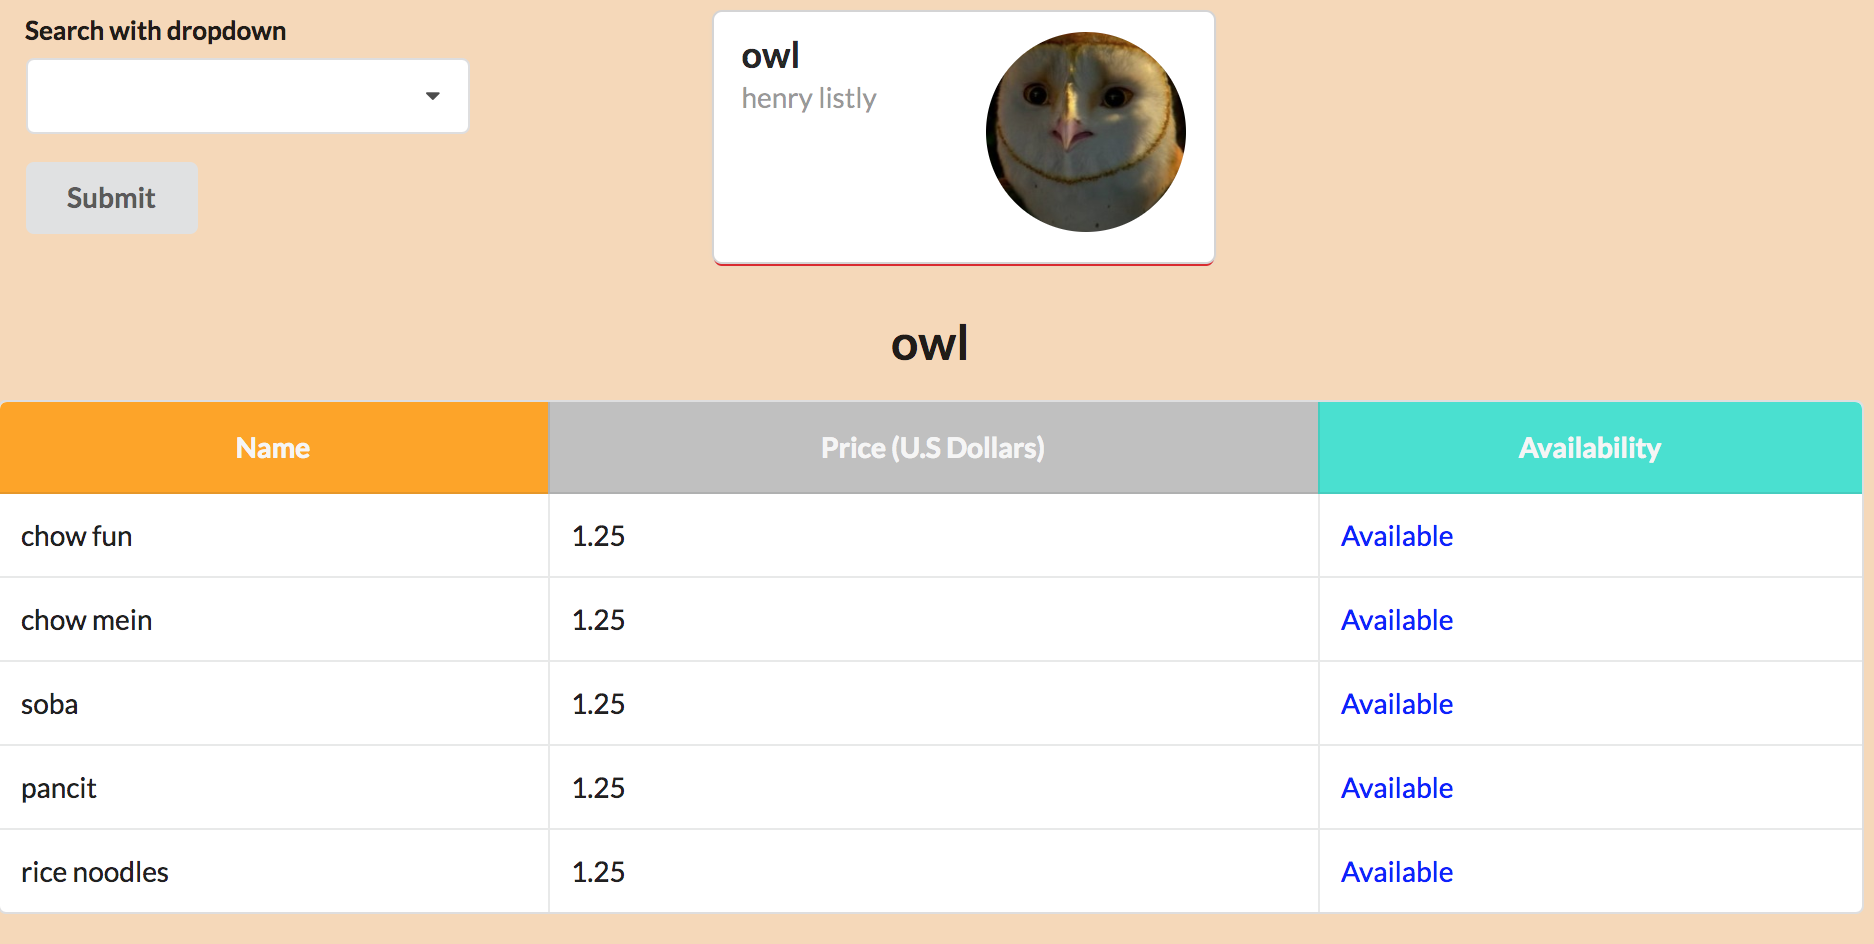 Search with dropdown
Submit
owl
henry listly
owl
Name Price (U.S Dollars) Availability
chow fun 1.25 Available
chow mein 1.25 Available
soba 1.25 Available
pancit 1.25 Available
rice noodles 1.25 Available